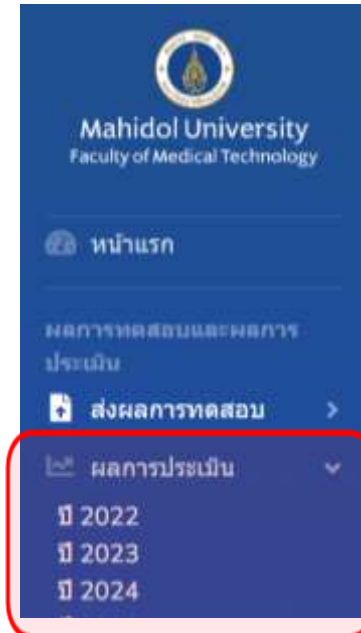 Mahidol University
Faculty of Medical Technology
หน้าแรก
ผลการทดสอบและผลการ
ประเมิน
ส่งผลการทดสอบ
ผลการประเมิน
ปี 2022
ปี 2023
ปี 2024